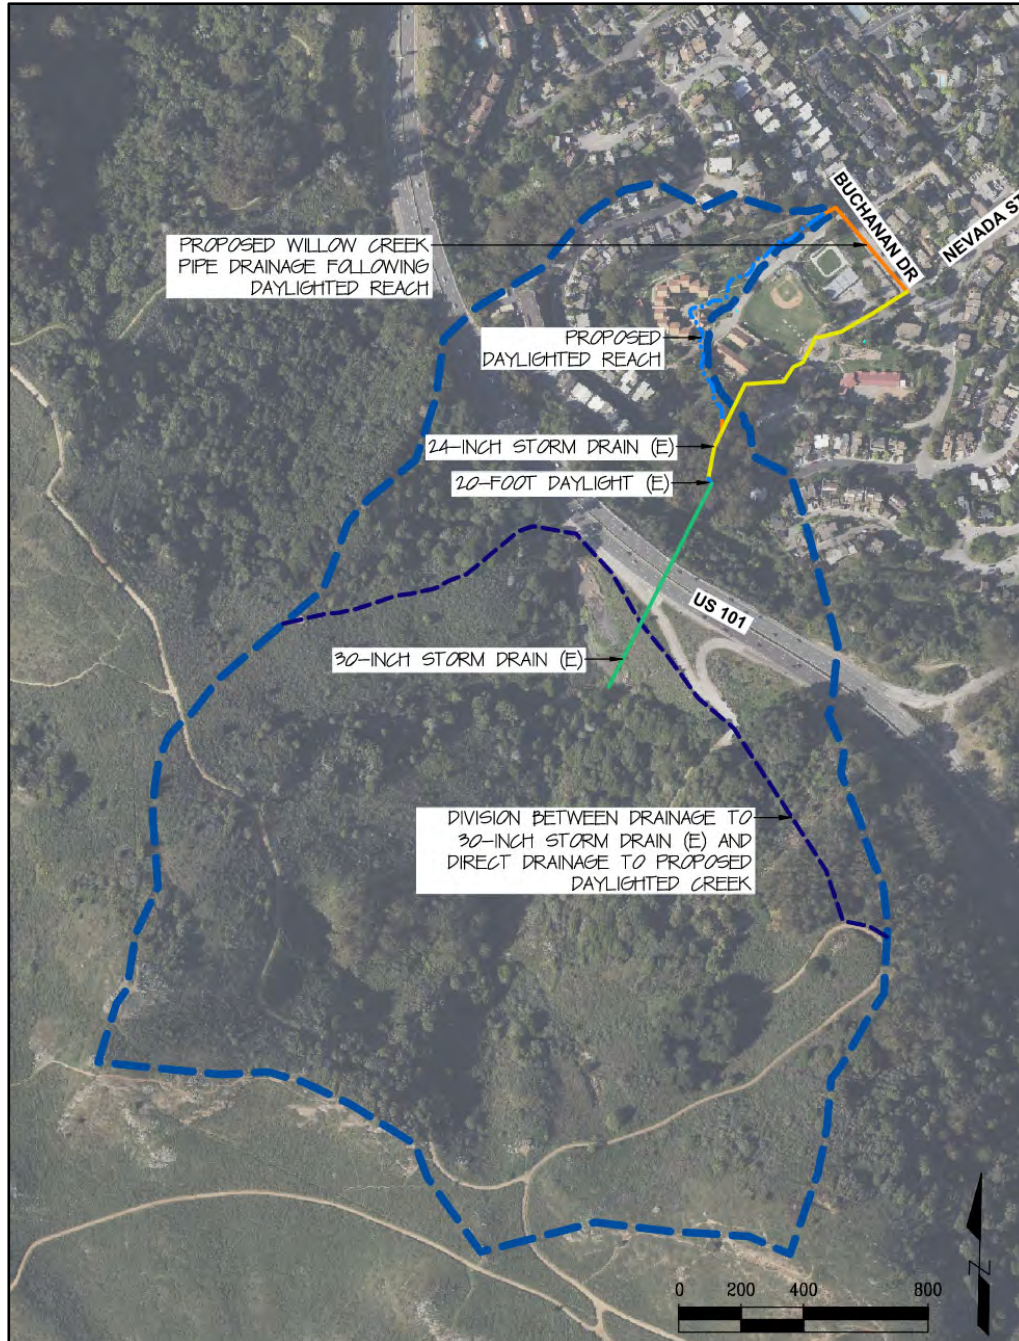 BUCHANAN DR
NEVADA ST
PROPOSED WILLOW CREEK
PIPE DRAINAGE FOLLOWING
DAYLIGHTED REACH
PROPOSED
DAYLIGHTED REACH
24-INCH STORM DRAIN (E)
20-FOOT DAYLIGHT (E)
US 101
30-INCH STORM DRAIN (E)
DIVISION BETWEEN DRAINAGE TO
30-INCH STORM DRAIN (E) AND
DIRECT DRAINAGE TO PROPOSED
DAYLIGHTED CREEK
Z
0 200 400 800